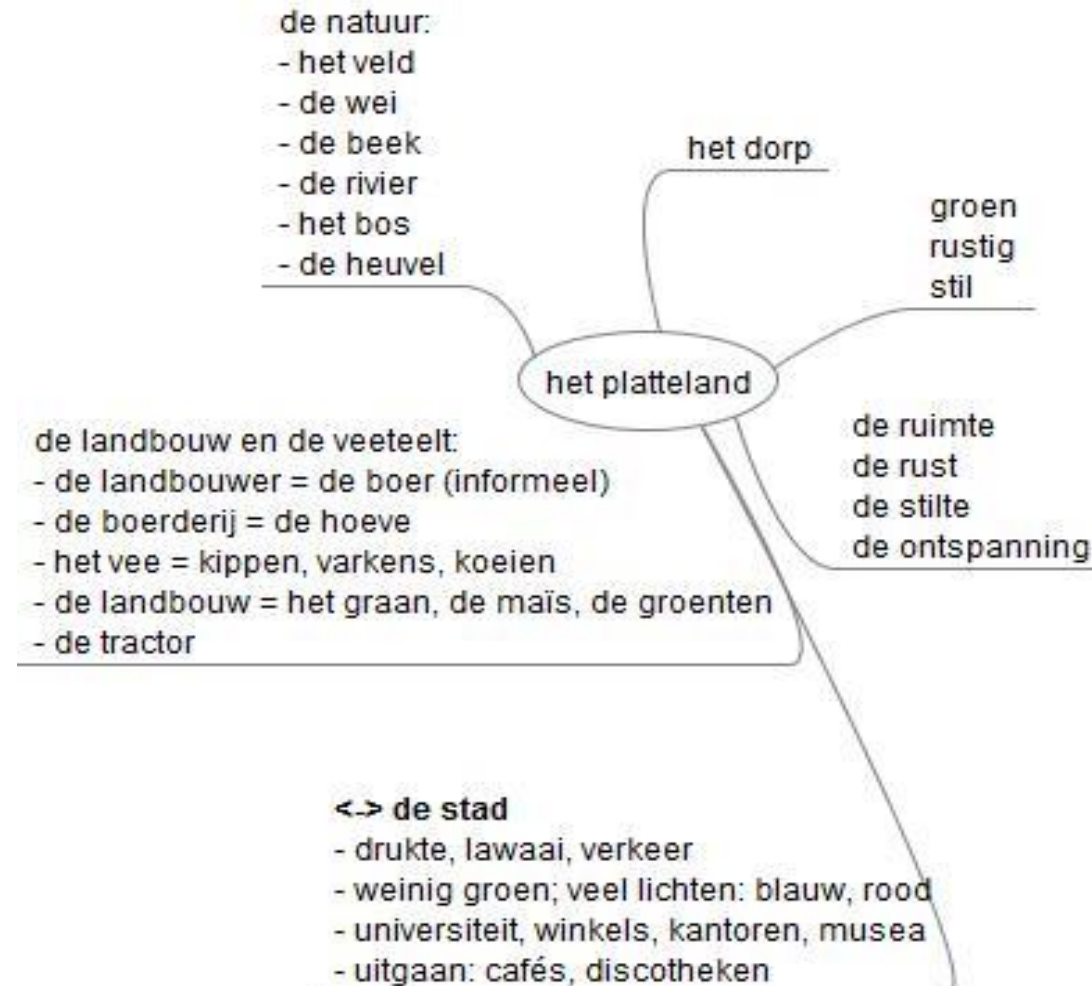 de natuur:
- het veld
- de wei
- de beek
- de rivier
- het bos
- de heuvel
het dorp
groen
rustig
stil
het platteland
de ruimte
de rust
de stilte
de ontspanning
de landbouw en de veeteelt:
- de landbouwer = de boer (informeel)
- de boerderij = de hoeve
- het vee = kippen, varkens, koeien
- de landbouw = het graan, de maïs, de groenten
- de tractor
<-> de stad
- drukte, lawaai, verkeer
- weinig groen; veel lichten: blauw, rood
- universiteit, winkels, kantoren, musea
- uitgaan: cafés, discotheken